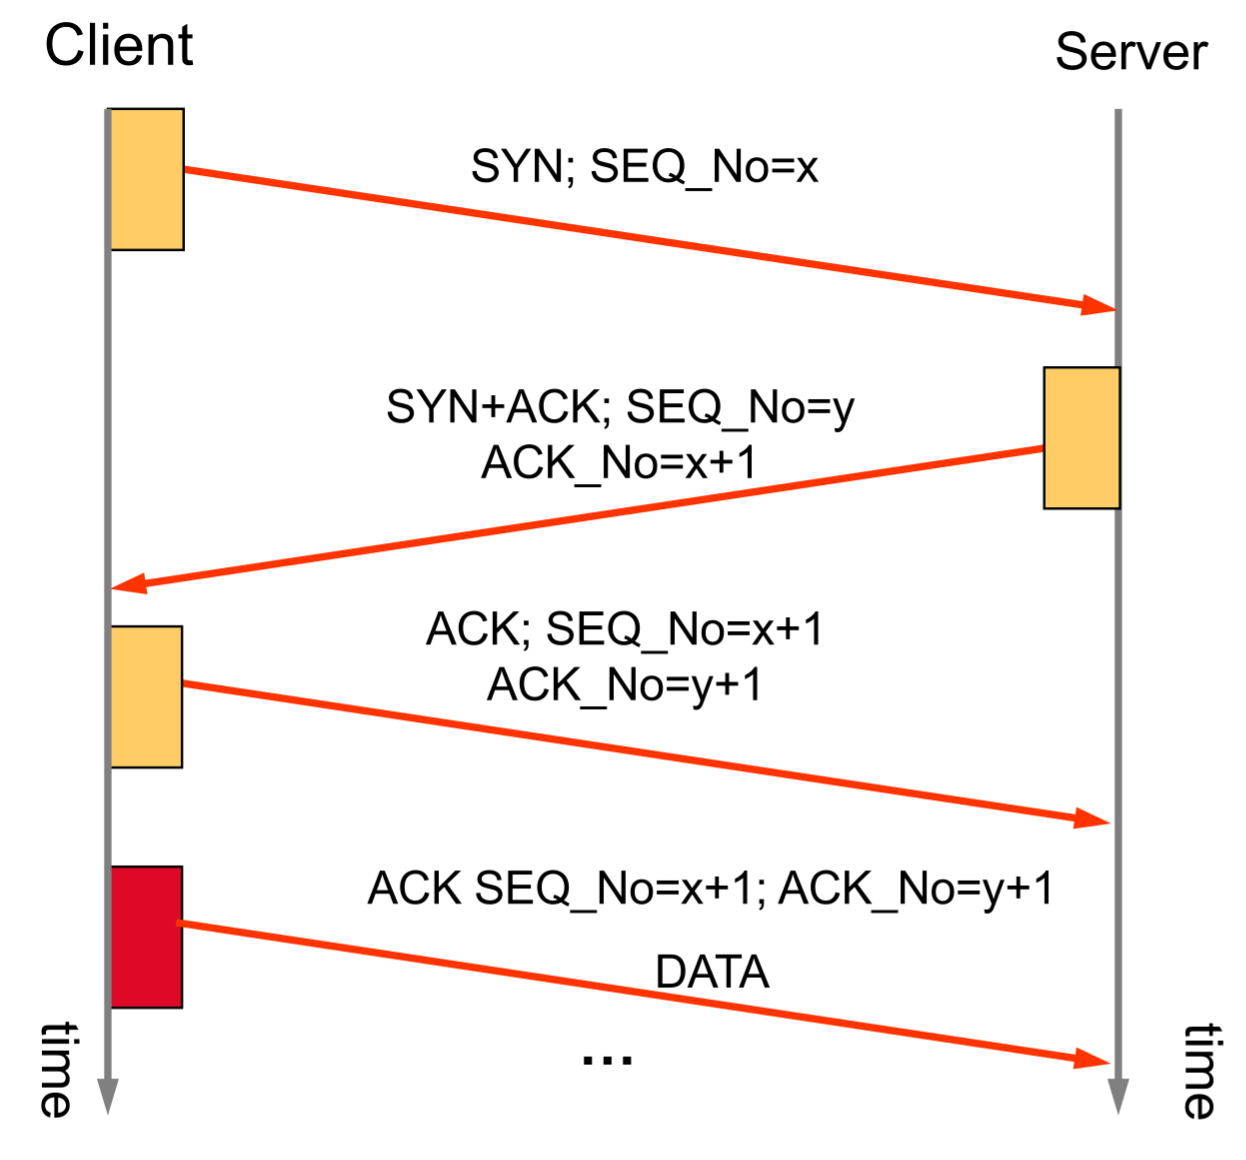 Client
Server
SYN; SEQ_No=x
SYN+ACK; SEQ_No=y
ACK_No=x+1
ACK; SEQ_No=x+1
ACK_No=y+1
ACK SEQ_No=x+1; ACK_No=y+1
DATA
...
time
time